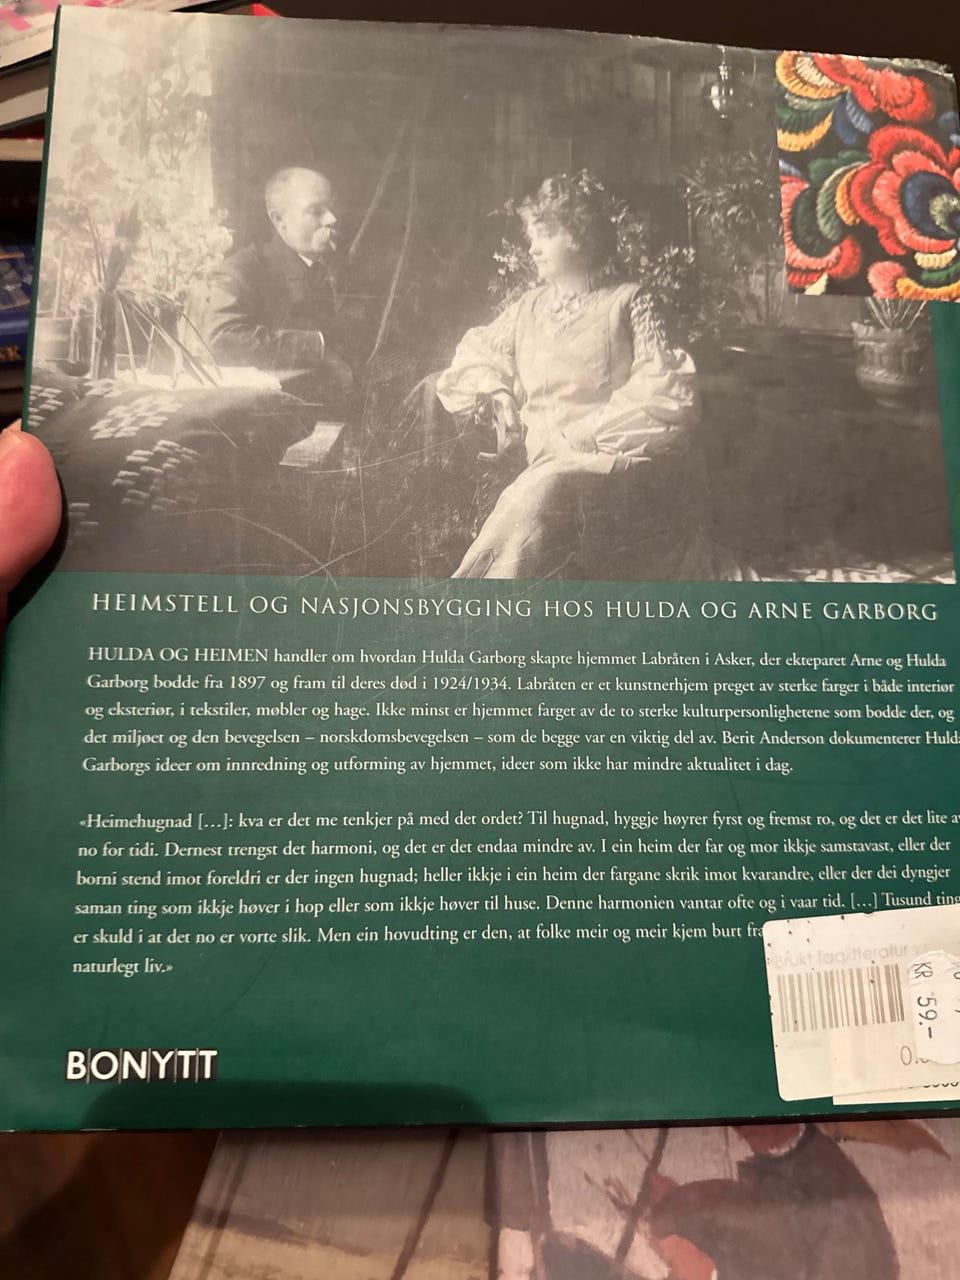 HEIMSTELL OG NASJONSBYGGING HOS HULDA OG ARNE GARBORG
HULDA OG HEIMEN handler om hvordan Hulda Garborg skapte hjemmet Labråten i Asker, der ekteparet Arne og Hulda
Garborg bodde fra 1897 og fram til deres død i 1924/1934. Labråten er et kunstnerhjem preget av sterke farger i både interiør
og eksteriør, i tekstiler, møbler og hage. Ikke minst er hjemmet farget av de to sterke kulturpersonlighetene som bodde der, og
det miljøet og den bevegelsen – norskdomsbevegelsen – som de begge var en viktig del av. Berit Anderson dokumenterer Hulda
Garborgs ideer om innredning og utforming av hjemmet, ideer som ikke har mindre aktualitet i dag.
«Heimehugnad [...]: kva er det me tenkjer på med det ordet? Til hugnad, hyggje høyrer fyrst og fremst ro, og det er det lite av
no for tidi. Dernest trengst det harmoni, og det er det endaa mindre av. I ein heim der far og mor ikkje samstavast, eller der
borni stend imot foreldri er der ingen hugnad; heller ikkje i ein heim der fargane skrik imot kvarandre, eller der dei dyngjer
saman ting som ikkje høver i hop eller som ikkje høver til huse. Denne harmonien vantar ofte og i vaar tid. [...] Tusund ting
er skuld i at det no er vorte slik. Men ein hovudting er den, at folke meir og meir kjem burt
naturlegt liv.»
Brukt faglitteratur
KR 59.-
BONYTT